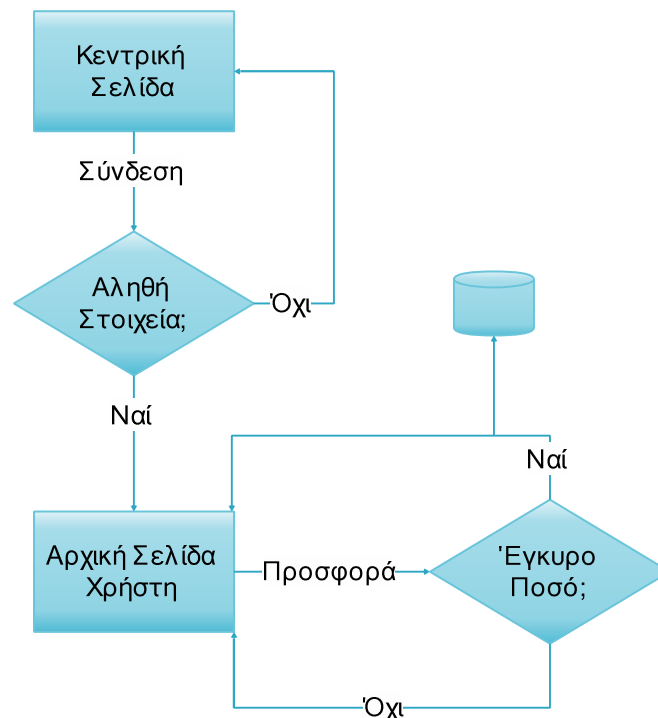 Κεντρική
Σελίδα
Σύνδεση
Αληθή
Στοιχεία;
Όχι
Ναί
Ναί
Αρχική Σελίδα
Χρήστη
Προσφορά
Έγκυρο
Ποσό;
Όχι